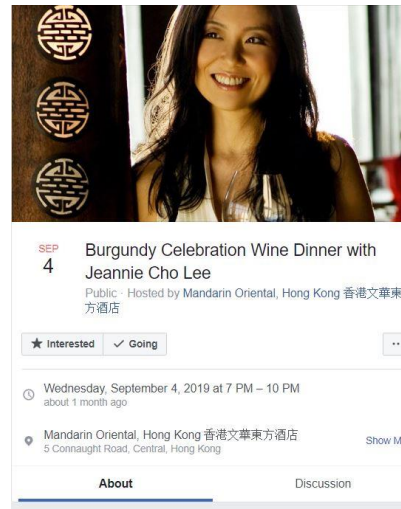 SEP
4
Burgundy Celebration Wine Dinner with
Jeannie Cho Lee
Public · Hosted by Mandarin Oriental, Hong Kong 香港文華東
方酒店
Interested
Going
Wednesday, September 4, 2019 at 7 PM – 10 PM
about 1 month ago
Mandarin Oriental, Hong Kong 香港文華東方酒店
5 Connaught Road, Central, Hong Kong
Show M
About
Discussion